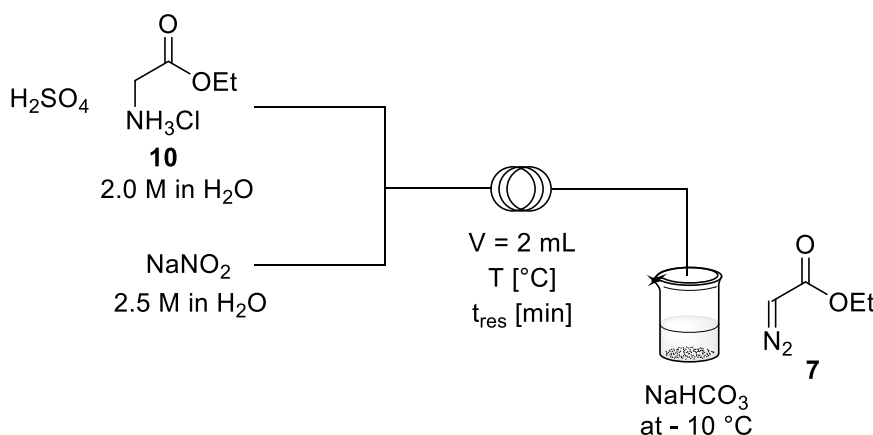 O
H₂SO₄
OEt
NH₃Cl
10
2.0 M in H₂O
NaNO₂
2.5 M in H₂O
V = 2 mL
T [°C]
tres [min]
O
OEt
N₂
7
NaHCO₃
at - 10 °C